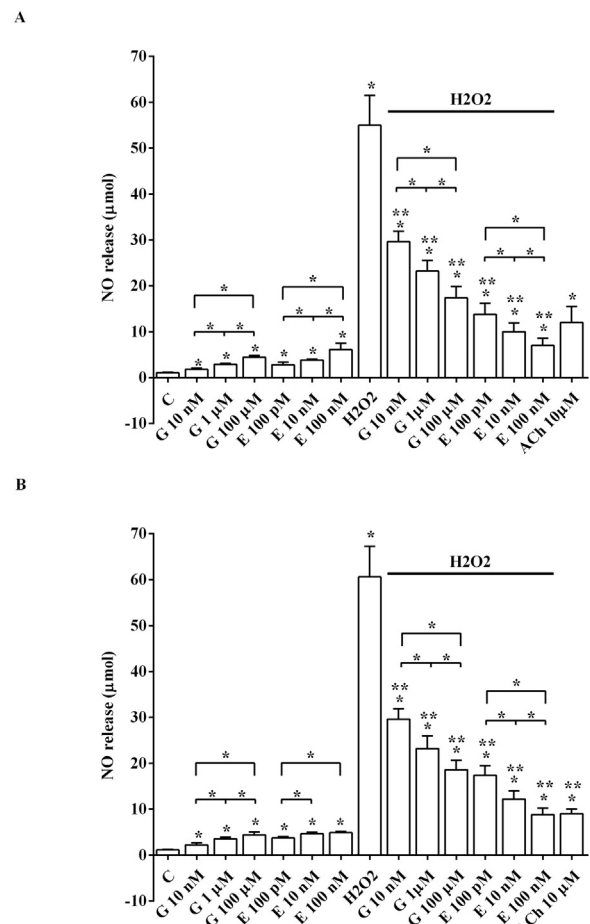 A
NO release (μmol)
70
60
50
40
30
20
10
0
-10
H2O2
*
*
* *
*
* *
*
* *
*
* *
* * * * * *
** ** ** ** ** **
* * * * * * *
C
G 10 nM
G 1 μM
G 100 μM
E 100 pM
E 10 nM
E 100 nM
H2O2
G 10 nM
G 1μM
G 100 μM
E 100 pM
E 10 nM
E 100 nM
ACh 10μM
B
NO release (μmol)
70
60
50
40
30
20
10
0
-10
H2O2
*
*
* *
*
*
*
* *
*
* *
* * * * * *
** ** ** ** ** ** **
* * * * * * *
C
G 10 nM
G 1 μM
G 100 μM
E 100 pM
E 10 nM
E 100 nM
H2O2
G 10 nM
G 1μM
G 100 μM
E 100 pM
E 10 nM
E 100 nM
Ch 10 μM